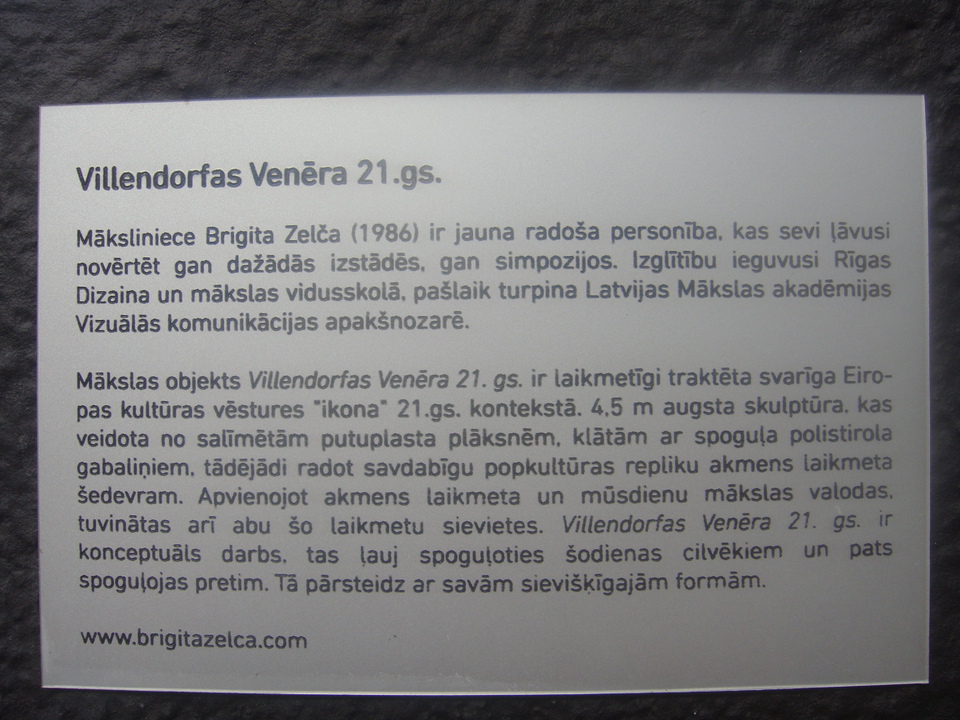 Villendorfas Venēra 21.gs.
Māksliniece Brigita Zelča (1986) ir jauna radoša personība, kas sevi ļāvusi
novērtēt gan dažādās izstādēs, gan simpozijos. Izglītību ieguvusi Rīgas
Dizaina un mākslas vidusskolā, pašlaik turpina Latvijas Mākslas akadēmijas
Vizuālās komunikācijas apakšnozarē.
Mākslas objekts Villendorfas Venēra 21. gs. ir laikmetīgi traktēta svarīga Eiro-
pas kultūras vēstures "ikona" 21.gs. kontekstā. 4,5 m augsta skulptūra, kas
veidota no salīmētām putuplasta plāksnēm, klātām ar spoguļa polistirola
gabaliņiem, tādējādi radot savdabīgu popkultūras repliku akmens laikmeta
šedevram. Apvienojot akmens laikmeta un mūsdienu mākslas valodas,
tuvinātas arī abu šo laikmetu sievietes. Villendorfas Venēra 21. gs. ir
konceptuāls darbs, tas ļauj spoguļoties šodienas cilvēkiem un pats
spoguļojas pretim. Tā pārsteidz ar savām sievišķīgajām formām.
www.brigitazelca.com